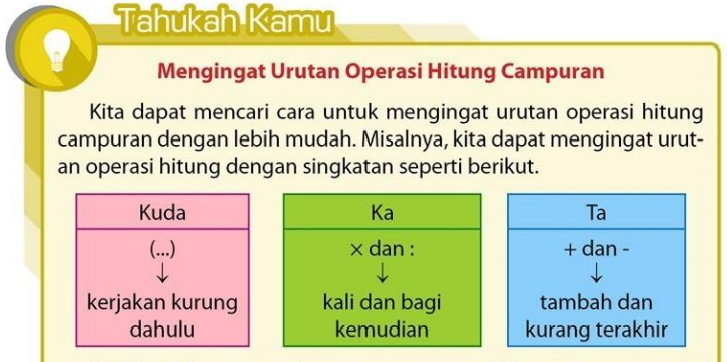 Tahukah Kamu
Mengingat Urutan Operasi Hitung Campuran
Kita dapat mencari cara untuk mengingat urutan operasi hitung
campuran dengan lebih mudah. Misalnya, kita dapat mengingat urut-
an operasi hitung dengan singkatan seperti berikut.
Kuda
(...)
↓
kerjakan kurung
dahulu
Ka
× dan :
↓
kali dan bagi
kemudian
Ta
+ dan -
↓
tambah dan
kurang terakhir